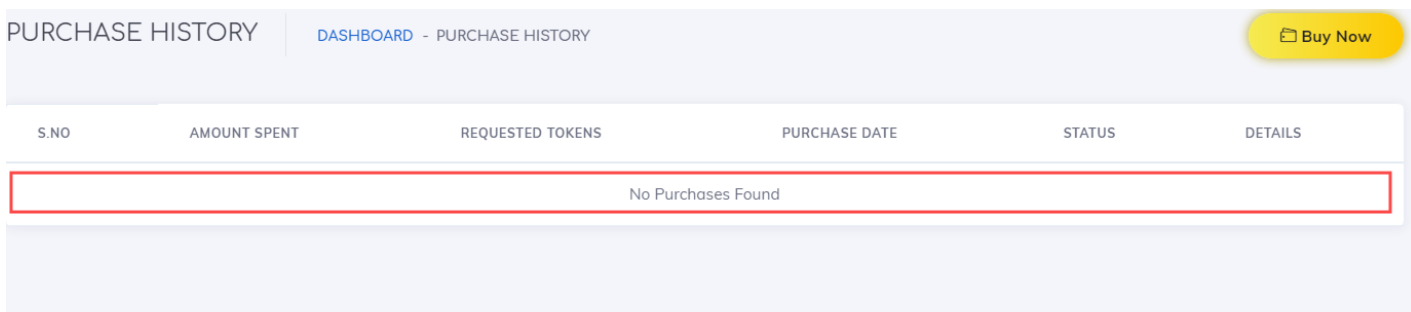 PURCHASE HISTORY DASHBOARD - PURCHASE HISTORY Buy Now
S.NO AMOUNT SPENT REQUESTED TOKENS PURCHASE DATE STATUS DETAILS
No Purchases Found